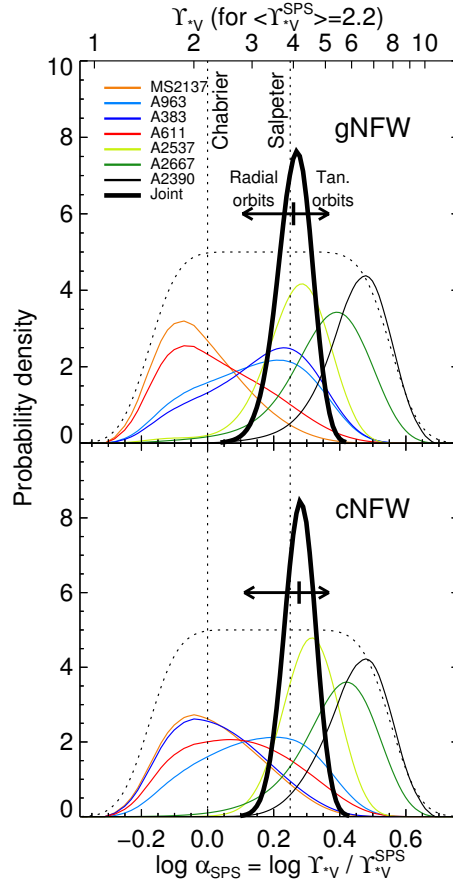 Υ*V (for <Υ*V^SPS>=2.2)
1 2 3 4 5 6 8 10
MS2137
A963
A383
A611
A2537
A2667
A2390
Joint
Chabrier
Salpeter
gNFW
Radial orbits
Tan. orbits
8
6
4
2
0
Probability density
cNFW
8
6
4
2
0
−0.2 0.0 0.2 0.4 0.6
log α_SPS = log Υ*V / Υ*V^SPS